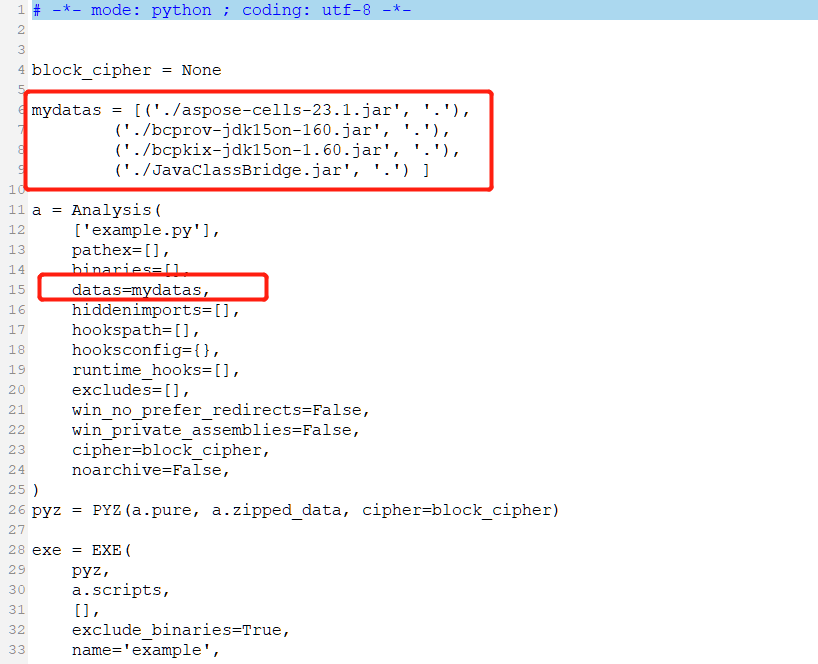 1 # -*- mode: python ; coding: utf-8 -*-
2
3
4 block_cipher = None
5
6 mydatas = [('./aspose-cells-23.1.jar', '.'),
7         ('./bcprov-jdk15on-160.jar', '.'),
8         ('./bcpkix-jdk15on-1.60.jar', '.'),
9         ('./JavaClassBridge.jar', '.') ]
10
11 a = Analysis(
12     ['example.py'],
13     pathex=[],
14     binaries=[],
15     datas=mydatas,
16     hiddenimports=[],
17     hookspath=[],
18     hooksconfig={},
19     runtime_hooks=[],
20     excludes=[],
21     win_no_prefer_redirects=False,
22     win_private_assemblies=False,
23     cipher=block_cipher,
24     noarchive=False,
25 )
26 pyz = PYZ(a.pure, a.zipped_data, cipher=block_cipher)
27
28 exe = EXE(
29     pyz,
30     a.scripts,
31     [],
32     exclude_binaries=True,
33     name='example',